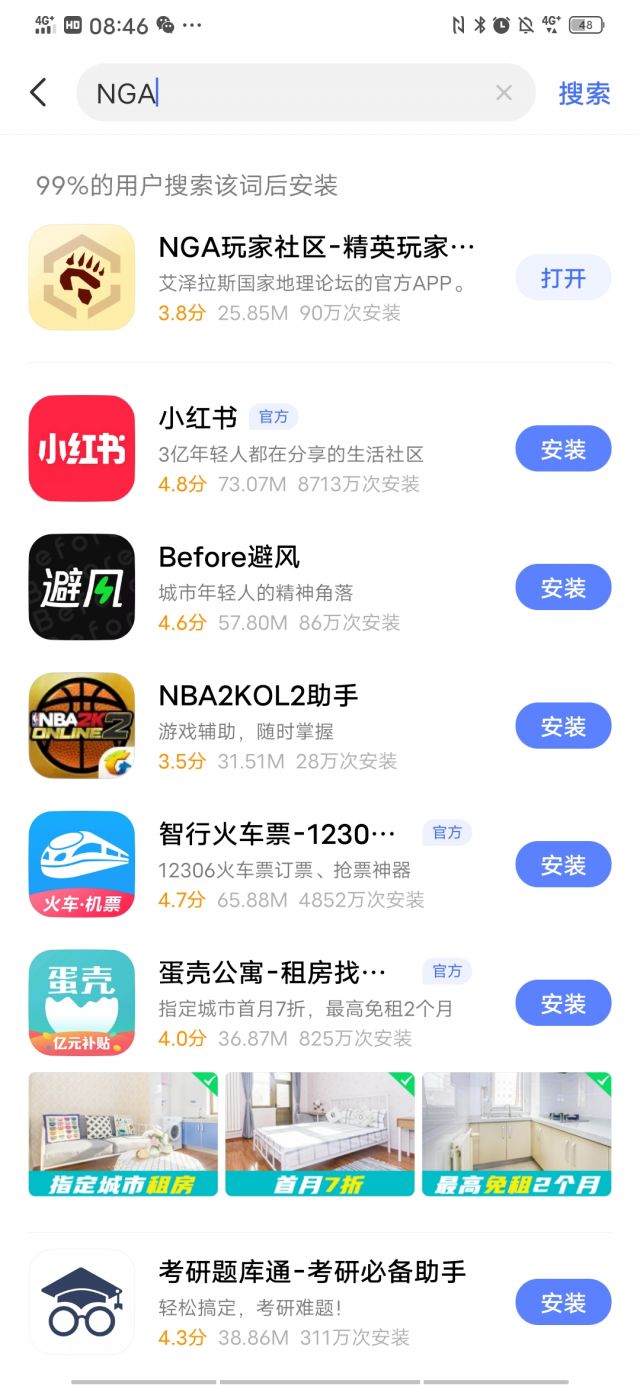 4G+ HD 08:46 ··· 4G+ 48
NGA 搜索
99%的用户搜索该词后安装
NGA玩家社区-精英玩家···
艾泽拉斯国家地理论坛的官方APP。
3.8分 25.85M 90万次安装
打开
小红书
小红书 官方
3亿年轻人都在分享的生活社区
4.8分 73.07M 8713万次安装
安装
避风
Before避风
城市年轻人的精神角落
4.6分 57.80M 86万次安装
安装
NBA2K
ONLINE2
NBA2KOL2助手
游戏辅助，随时掌握
3.5分 31.51M 28万次安装
安装
火车·机票
智行火车票-1230··· 官方
12306火车票订票、抢票神器
4.7分 65.88M 4852万次安装
安装
蛋壳
亿元补贴
蛋壳公寓-租房找··· 官方
指定城市首月7折，最高免租2个月
4.0分 36.87M 825万次安装
安装
指定城市租房
首月7折
最高免租2个月
考研题库通-考研必备助手
轻松搞定，考研难题！
4.3分 38.86M 311万次安装
安装